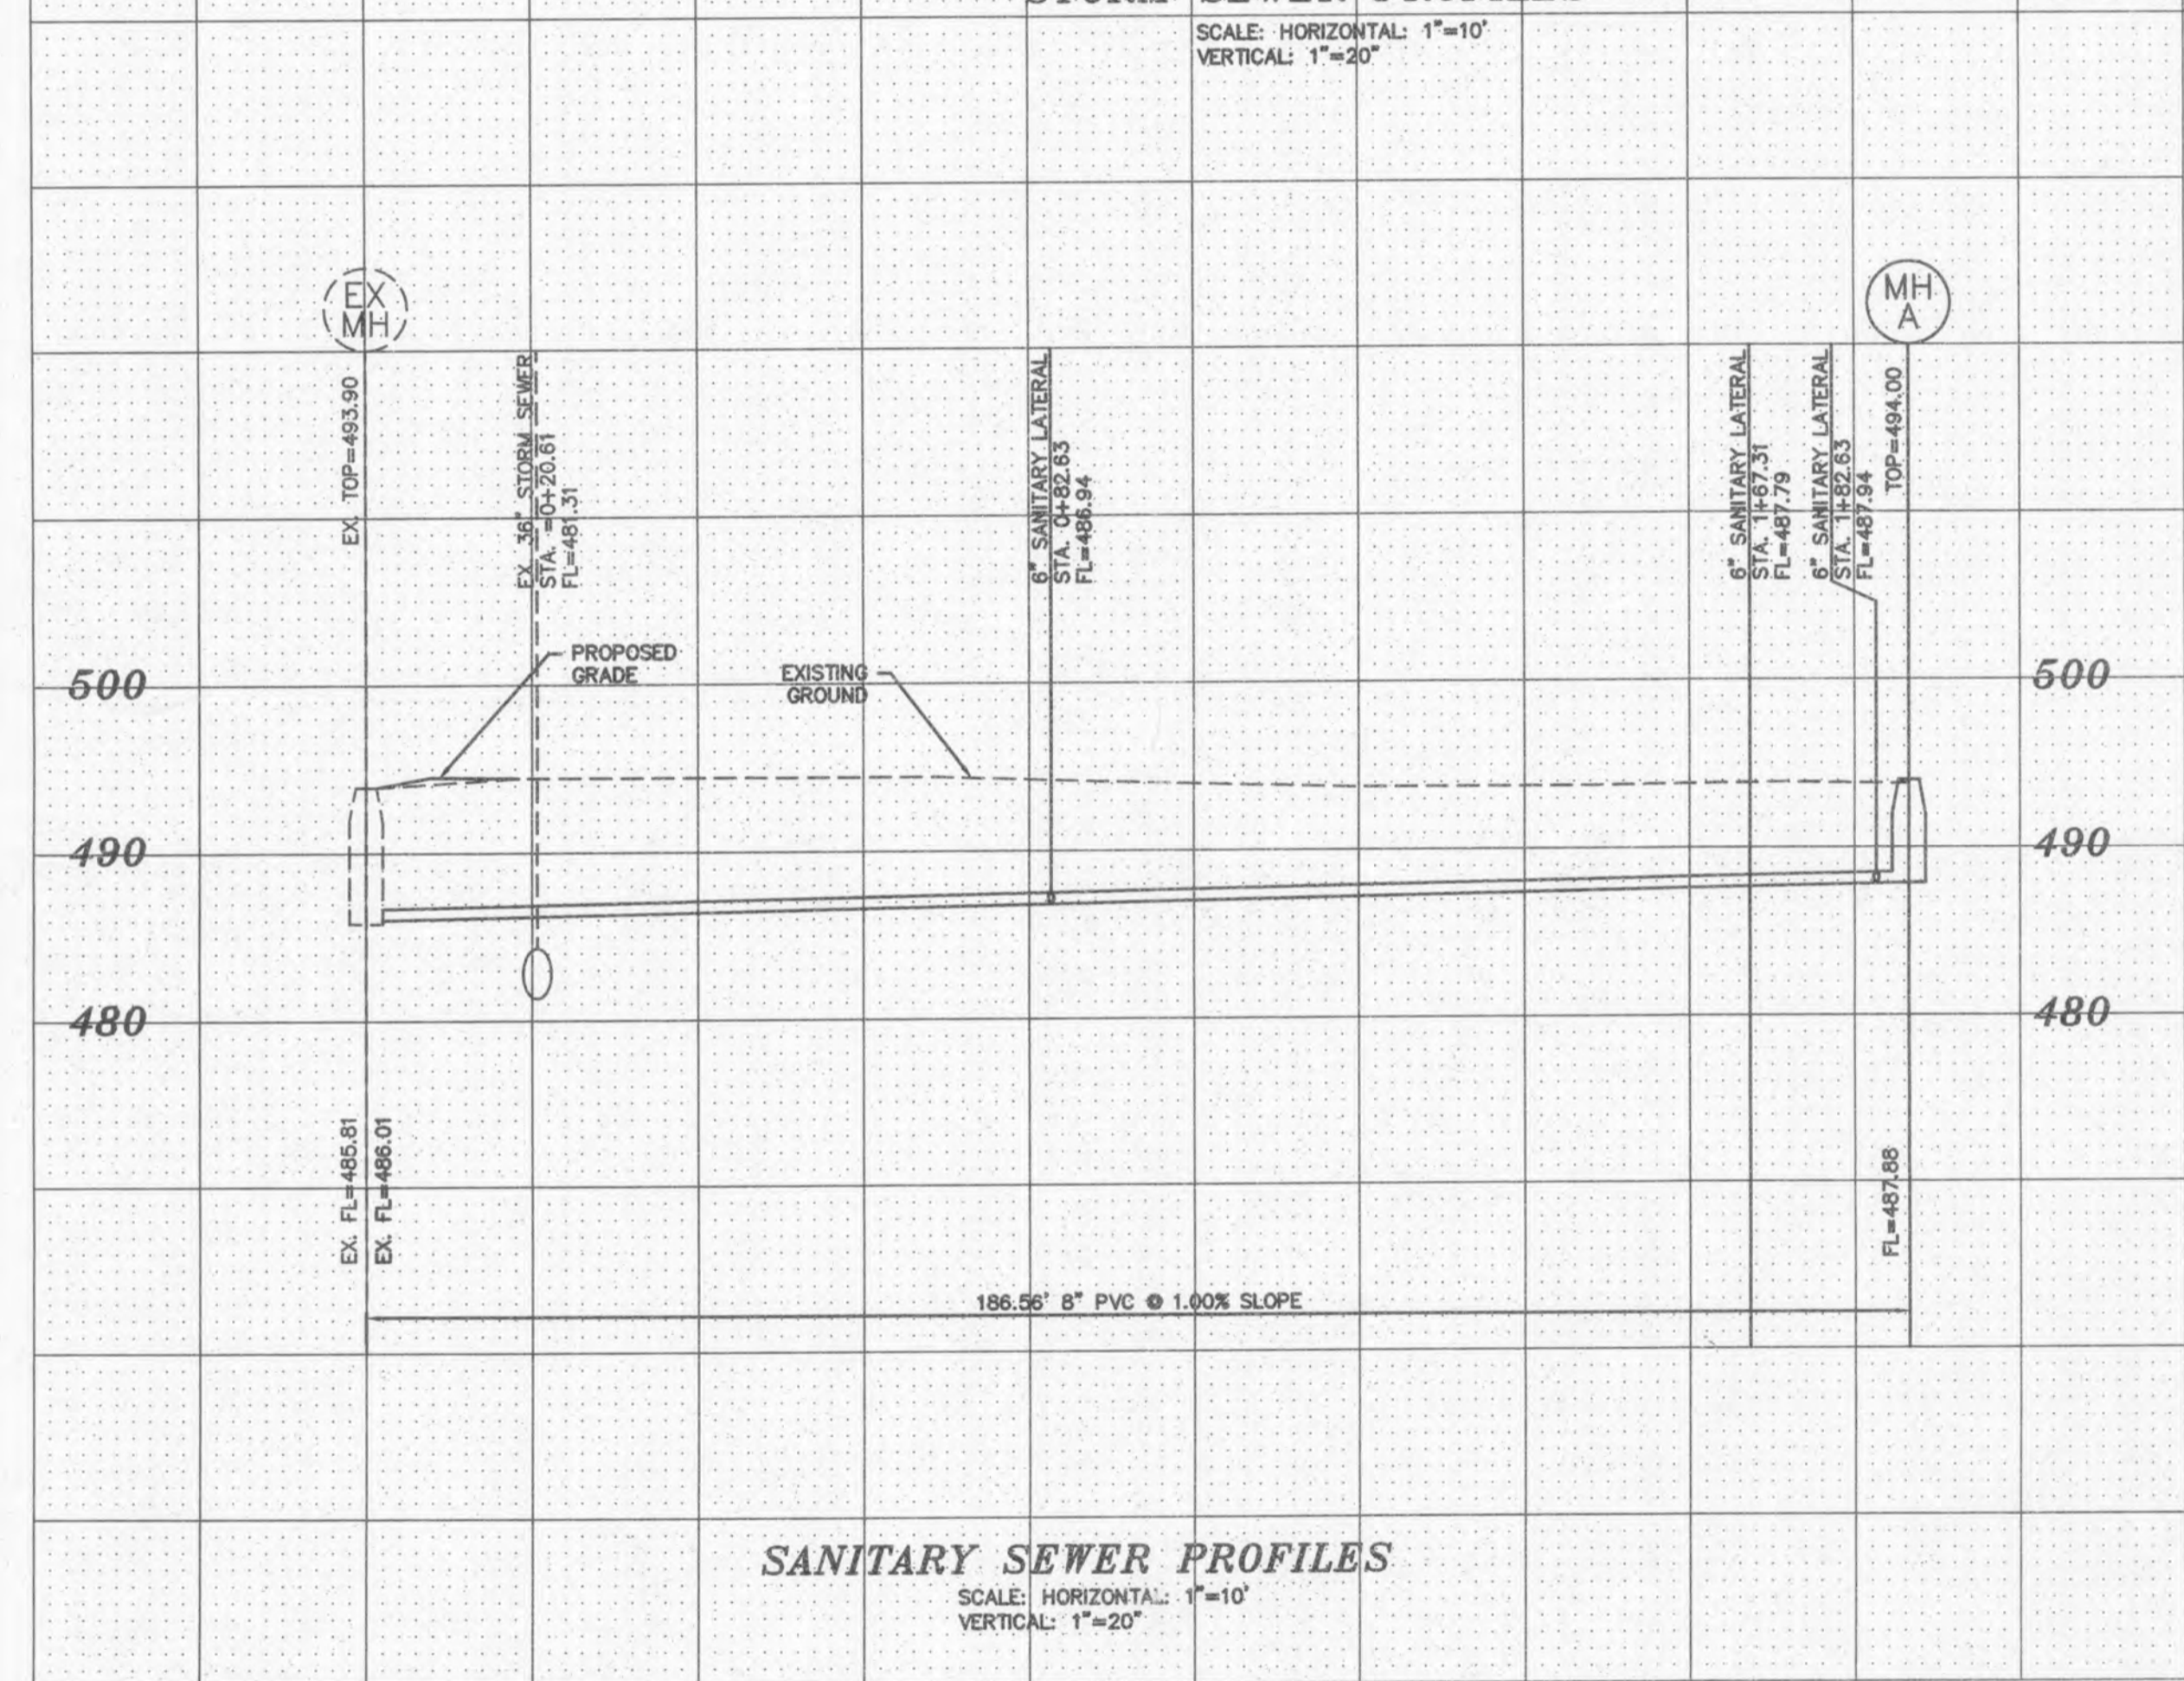 STORM SEWER PROFILES
SCALE: HORIZONTAL: 1"=10'
VERTICAL: 1"=20"
EX
MH
MH
A
EX. TOP=493.90
EX. 36" STORM SEWER
STA. =0+20.61
FL=481.31
6" SANITARY LATERAL
STA. 0+82.63
FL=486.94
6" SANITARY LATERAL
STA. 1+67.31
FL=487.79
6" SANITARY LATERAL
STA. 1+82.63
FL=487.94
TOP=494.00
PROPOSED
GRADE
EXISTING
GROUND
500
500
490
490
480
480
EX. FL=485.81
EX. FL=486.01
FL=487.88
186.56' 8" PVC @ 1.00% SLOPE
SANITARY SEWER PROFILES
SCALE: HORIZONTAL: 1"=10'
VERTICAL: 1"=20"